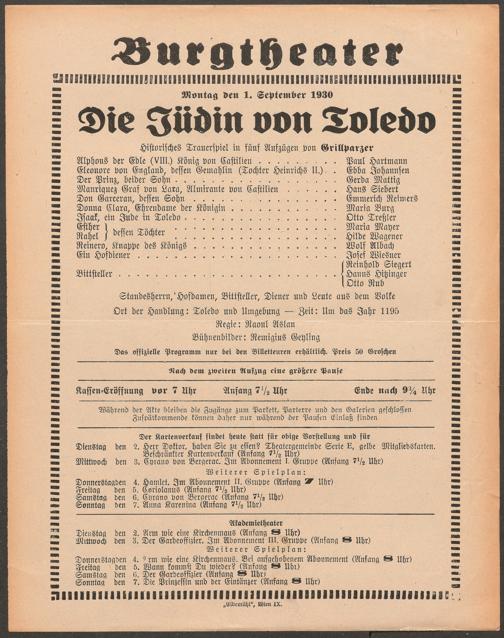 Burgtheater
Montag den 1. September 1930
Die Jüdin von Toledo
Historisches Trauerspiel in fünf Aufzügen von Grillparzer
Alphons der Edle (VIII.) König von Castilien . . . . . . . . Paul Hartmann
Eleonore von England, dessen Gemahlin (Tochter Heinrichs II.) . Ebba Johannsen
Der Prinz, beider Sohn . . . . . . . . Gerda Mattig
Manriquez Graf von Lara, Almirante von Castilien . . . . . . Hans Siebert
Don Garceran, dessen Sohn . . . . . . . . Emmerich Reimers
Donna Clara, Ehrendame der Königin . . . . . . . . Maria Burg
Isaak, ein Jude in Toledo . . . . . . . . Otto Treßler
Esther } dessen Töchter . . . . . . . . Maria Mayer
Rahel } . . . . . . . . Hilde Wagener
Reinero, Knappe des Königs . . . . . . . . Wolf Albach
Ein Hofdiener . . . . . . . . Josef Wiesner
Bittsteller . . . . . . . . { Reinhold Siegert
Hanns Hitzinger
Otto Rub
Standesherrn, Hofdamen, Bittsteller, Diener und Leute aus dem Volke
Ort der Handlung: Toledo und Umgebung — Zeit: Um das Jahr 1195
Regie: Raoul Aslan
Bühnenbilder: Remigius Geyling
Das offizielle Programm nur bei den Billetteuren erhältlich. Preis 50 Groschen
Nach dem zweiten Aufzug eine größere Pause
Kassen-Eröffnung vor 7 Uhr Anfang 7½ Uhr Ende nach 9¾ Uhr
Während der Akte bleiben die Zugänge zum Parkett, Parterre und den Galerien geschlossen
Zuspätkommende können daher nur während der Pausen Einlaß finden
Der Kartenverkauf findet heute statt für obige Vorstellung und für
Dienstag den 2. Herr Doktor, haben Sie zu essen? Theatergemeinde Serie E, gelbe Mitgliedskarten.
Beschränkter Kartenverkauf (Anfang 7½ Uhr)
Mittwoch den 3. Cyrano von Bergerac. Im Abonnement I. Gruppe (Anfang 7½ Uhr)
Weiterer Spielplan:
Donnerstag den 4. Hamlet. Im Abonnement II. Gruppe (Anfang 7 Uhr)
Freitag den 5. Coriolanus (Anfang 7½ Uhr)
Samstag den 6. Cyrano von Bergerac (Anfang 7½ Uhr)
Sonntag den 7. Anna Karenina (Anfang 7½ Uhr)
Akademietheater
Dienstag den 2. Arm wie eine Kirchenmaus (Anfang 8 Uhr)
Mittwoch den 3. Der Gardeoffizier. Im Abonnement III. Gruppe (Anfang 8 Uhr)
Weiterer Spielplan:
Donnerstag den 4. rm wie eine Kirchenmaus. Bei aufgehobenem Abonnement (Anfang 8 Uhr)
Freitag den 5. Wann kommst Du wieder? (Anfang 8 Uhr)
Samstag den 6. Der Gardeoffizier (Anfang 8 Uhr)
Sonntag den 7. Die Prinzessin und der Eintänzer (Anfang 8 Uhr)
„Elbemühl“, Wien IX.